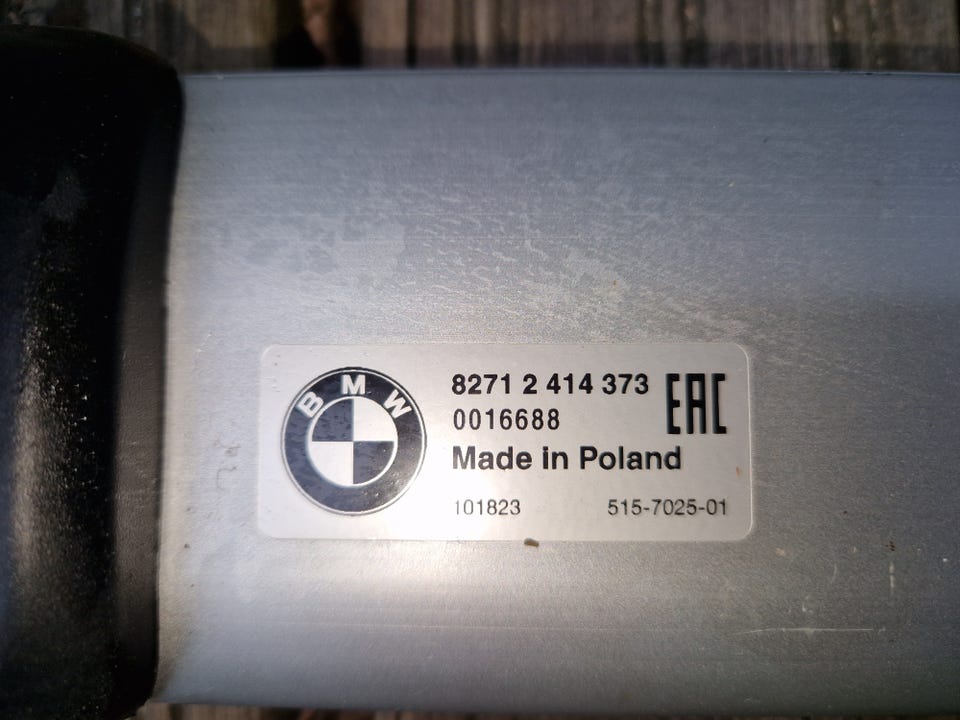 BMW
8271 2 414 373
EAC
0016688
Made in Poland
101823 515-7025-01